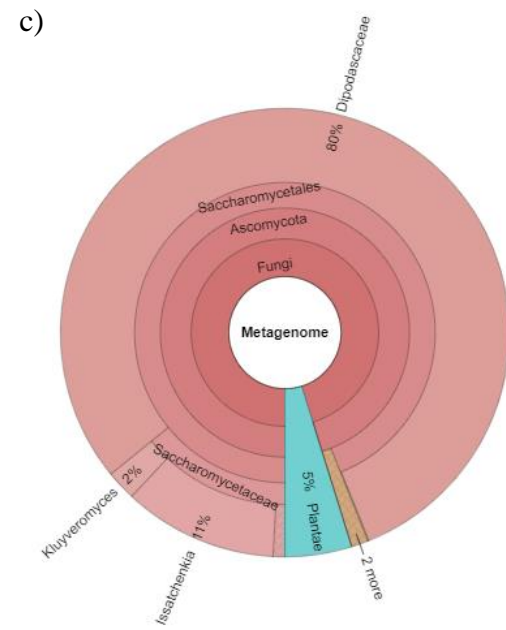 c)
Dipodascaceae
80%
Saccharomycetales
Ascomycota
Fungi
Metagenome
Saccharomycetaceae
2%
Kluyveromyces
11%
Issatchenkia
5% Plantae
2 more